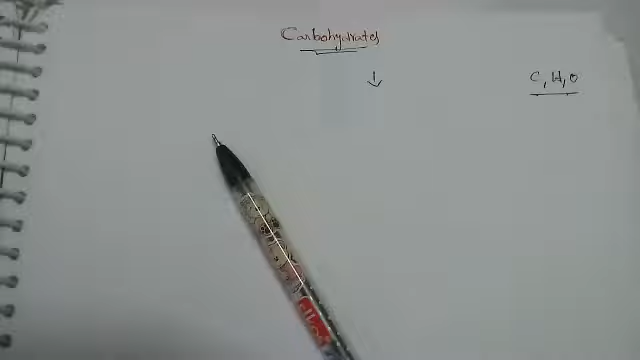 Carbohydrates
↓
C, H, O